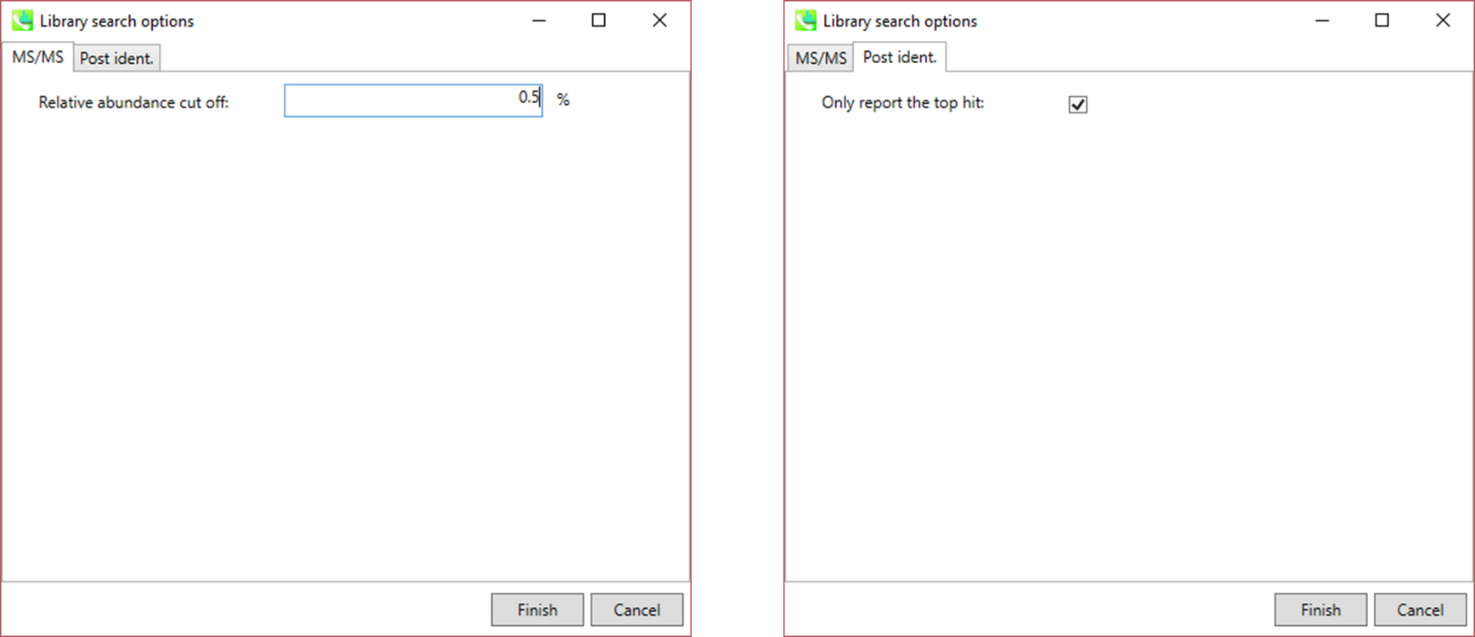 Library search options
MS/MS Post ident.
Relative abundance cut off: 0.5 %
Finish Cancel
Library search options
MS/MS Post ident.
Only report the top hit:
Finish Cancel